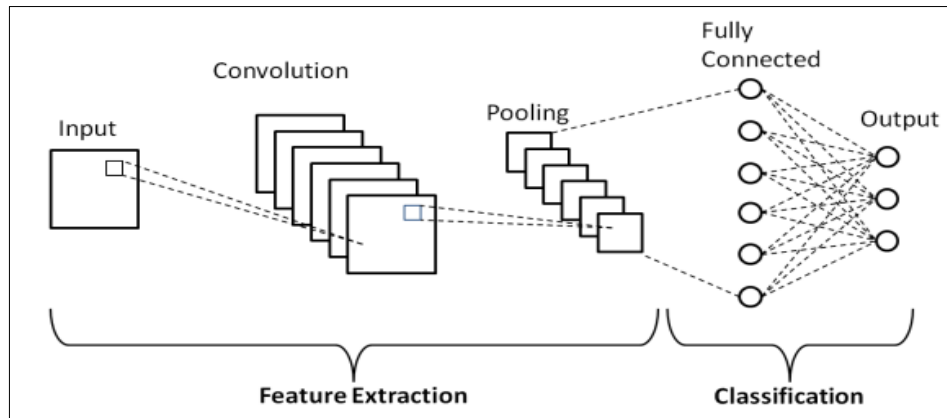 Input
Convolution
Pooling
Fully
Connected
Output
Feature Extraction
Classification